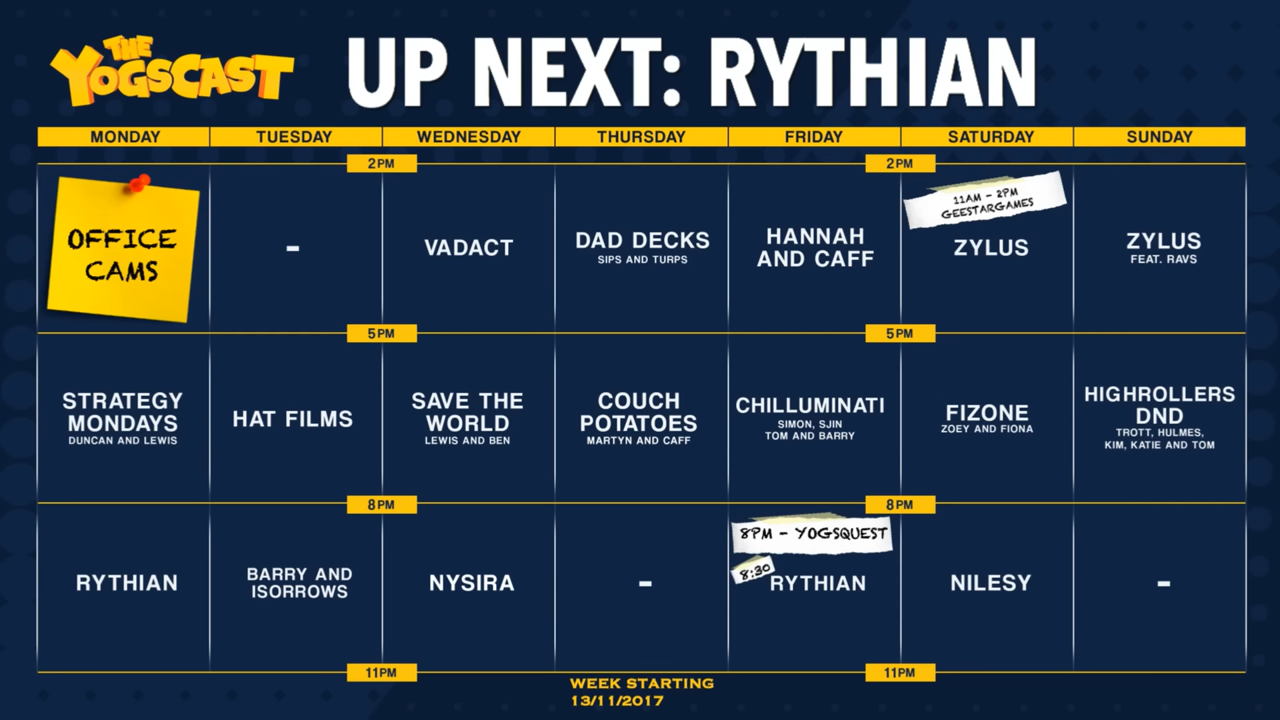 THE
YOGSCAST
UP NEXT: RYTHIAN
MONDAY
TUESDAY
WEDNESDAY
THURSDAY
FRIDAY
SATURDAY
SUNDAY
2PM
2PM
OFFICE
CAMS
-
VADACT
DAD DECKS
SIPS AND TURPS
HANNAH
AND CAFF
11AM - 2PM
GEESTARGAMES
ZYLUS
ZYLUS
FEAT. RAVS
5PM
5PM
STRATEGY
MONDAYS
DUNCAN AND LEWIS
HAT FILMS
SAVE THE
WORLD
LEWIS AND BEN
COUCH
POTATOES
MARTYN AND CAFF
CHILLUMINATI
SIMON, SJIN
TOM AND BARRY
FIZONE
ZOEY AND FIONA
HIGHROLLERS
DND
TROTT, HULMES,
KIM, KATIE AND TOM
8PM
8PM
RYTHIAN
BARRY AND
ISORROWS
NYSIRA
-
8PM - YOGSQUEST
8:30
RYTHIAN
NILESY
-
11PM
11PM
WEEK STARTING
13/11/2017